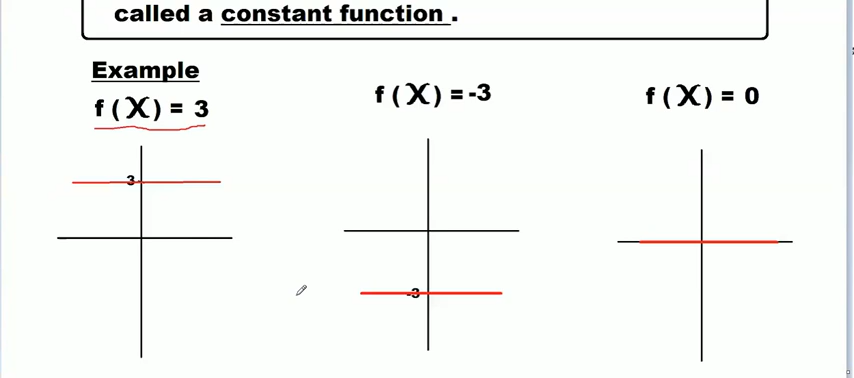 called a constant function .
Example
f (X) = 3
f (X) = -3
f (X) = 0
3
-3